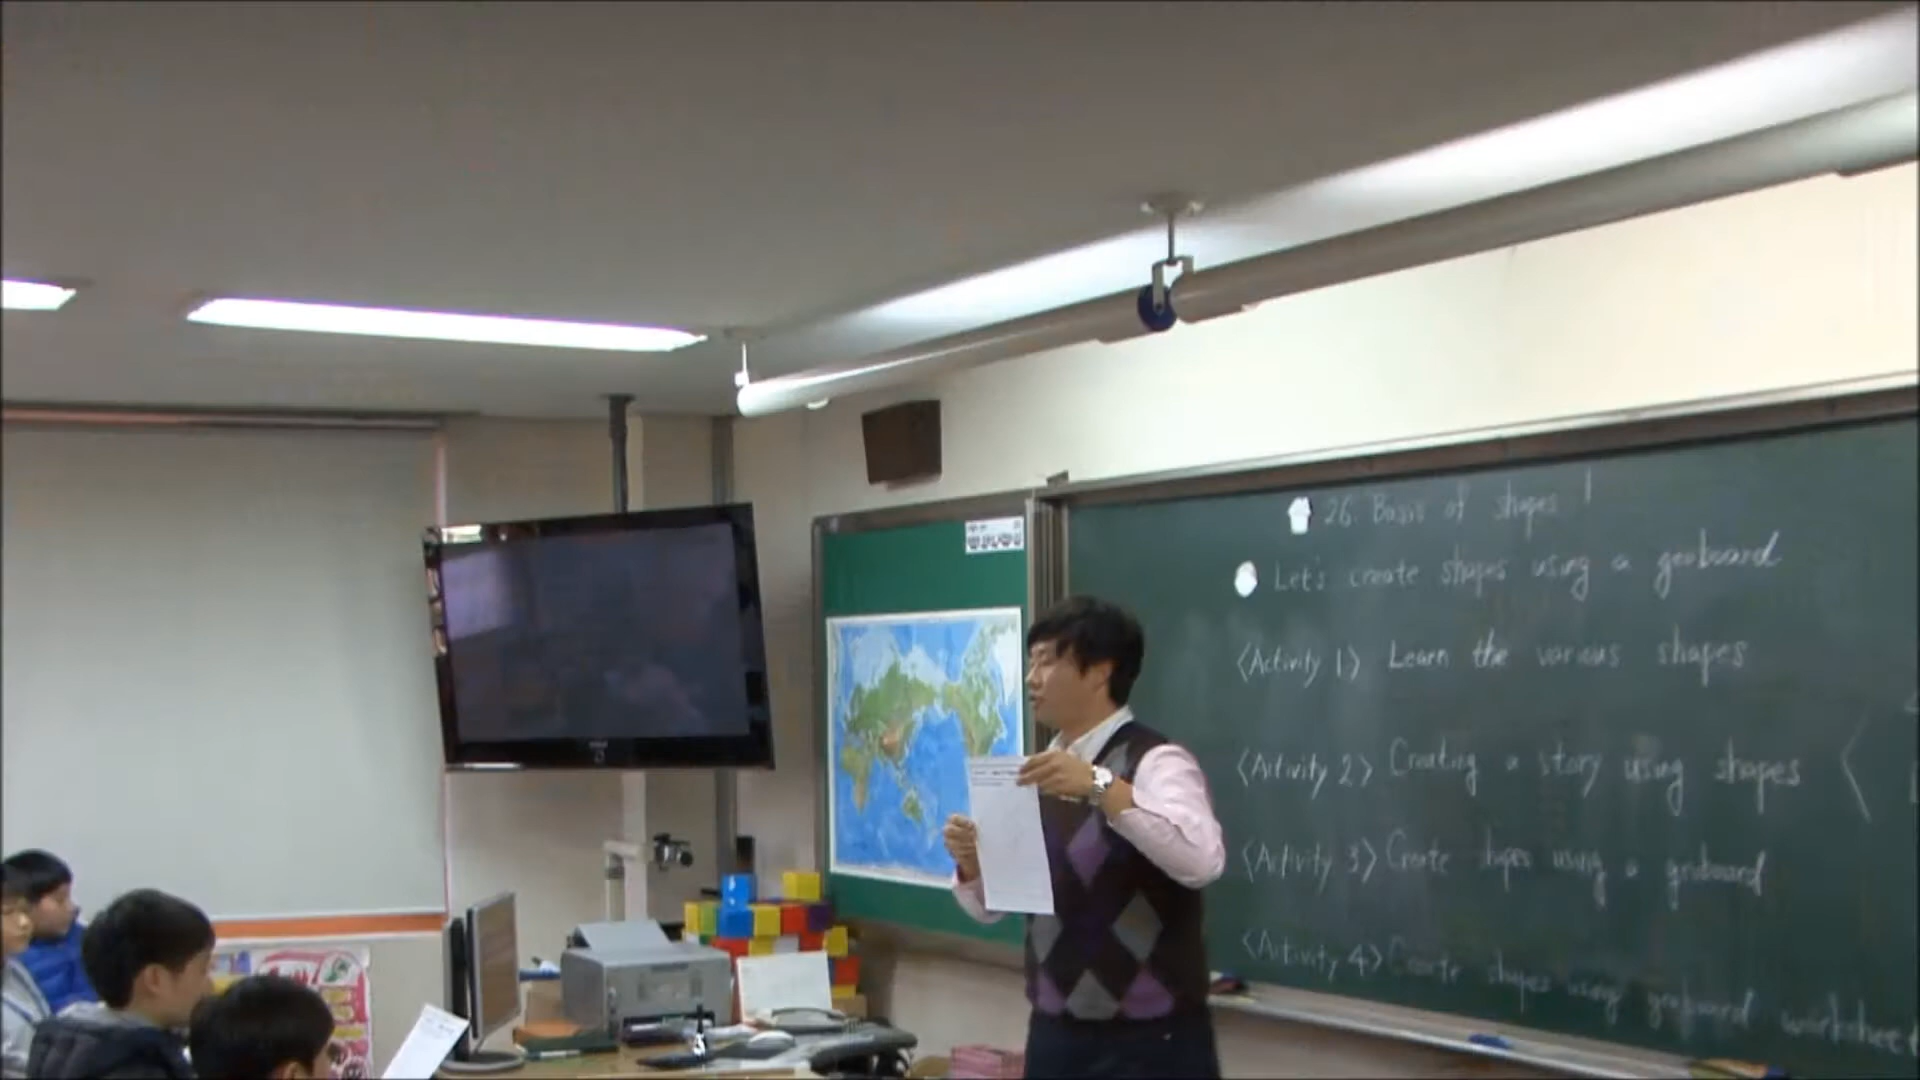 26. Basis of shapes!
Let's create shapes using a geoboard
<Activity 1> Learn the various shapes
<Activity 2> Creating a story using shapes
<Activity 3> Create shapes using a geoboard
<Activity 4> Create shapes using geoboard worksheet